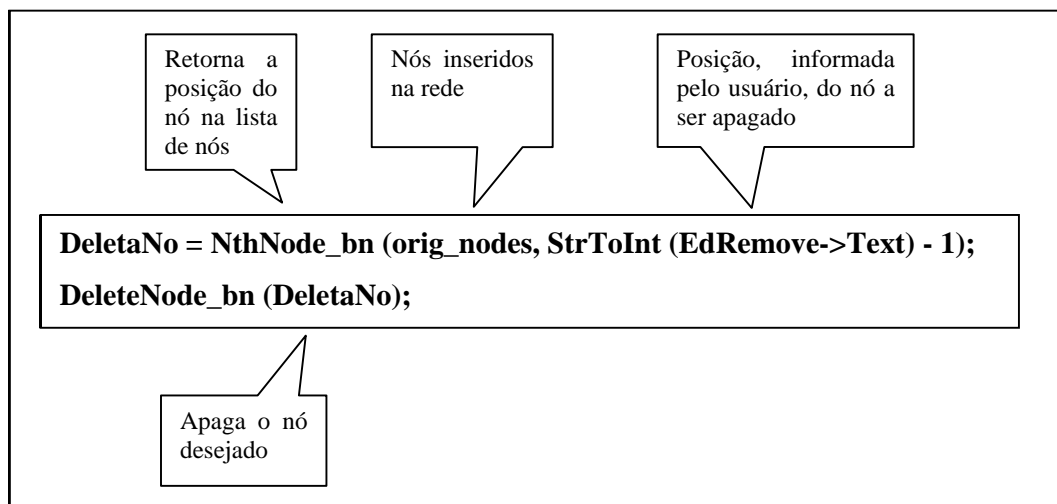 Retorna a
posição do
nó na lista
de nós
Nós inseridos
na rede
Posição, informada
pelo usuário, do nó a
ser apagado
DeletaNo = NthNode_bn (orig_nodes, StrToInt (EdRemove->Text) - 1);
DeleteNode_bn (DeletaNo);
Apaga o nó
desejado